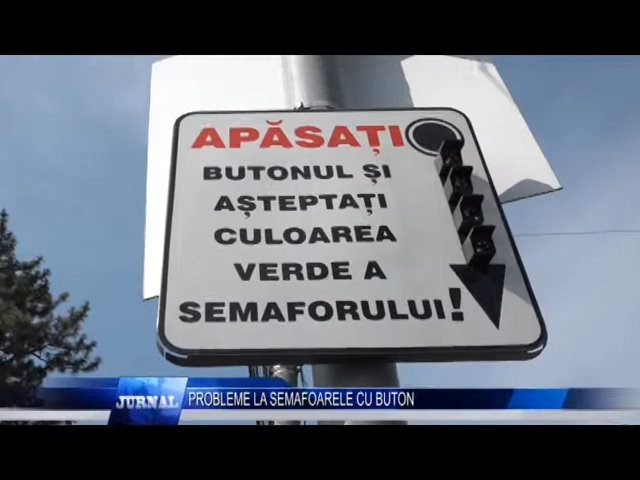 APĂSAȚI
BUTONUL ȘI
AȘTEPTAȚI
CULOAREA
VERDE A
SEMAFORULUI!
JURNAL PROBLEME LA SEMAFOARELE CU BUTON